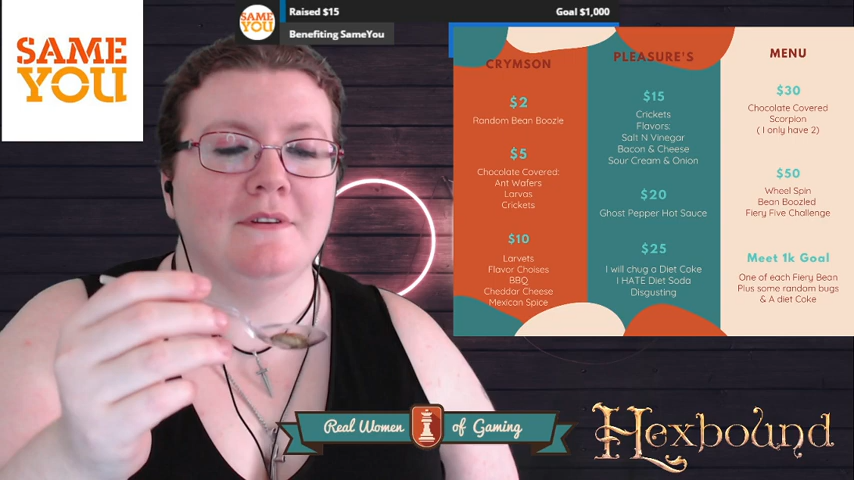 SAME
YOU
SAME
YOU
Raised $15
Goal $1,000
Benefiting SameYou
CRYMSON
$2
Random Bean Boozle
$5
Chocolate Covered:
Ant Wafers
Larvas
Crickets
$10
Larvets
Flavor Choises
BBQ
Cheddar Cheese
Mexican Spice
PLEASURE'S
$15
Crickets
Flavors:
Salt N Vinegar
Bacon & Cheese
Sour Cream & Onion
$20
Ghost Pepper Hot Sauce
$25
I will chug a Diet Coke
I HATE Diet Soda
Disgusting
MENU
$30
Chocolate Covered
Scorpion
( I only have 2)
$50
Wheel Spin
Bean Boozled
Fiery Five Challenge
Meet 1k Goal
One of each Fiery Bean
Plus some random bugs
& A diet Coke
Real Women of Gaming
Hexbound